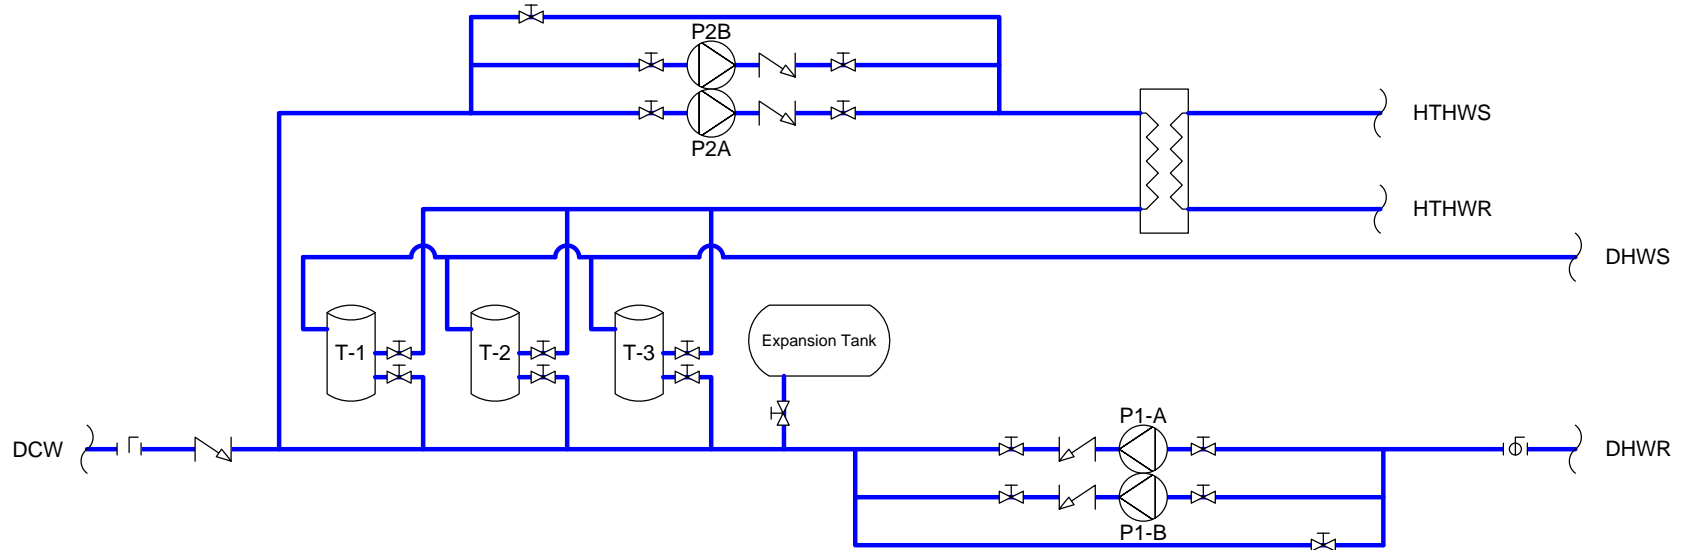 P2B
P2A
HTHWS
HTHWR
DHWS
T-1
T-2
T-3
Expansion Tank
P1-A
DCW
DHWR
P1-B